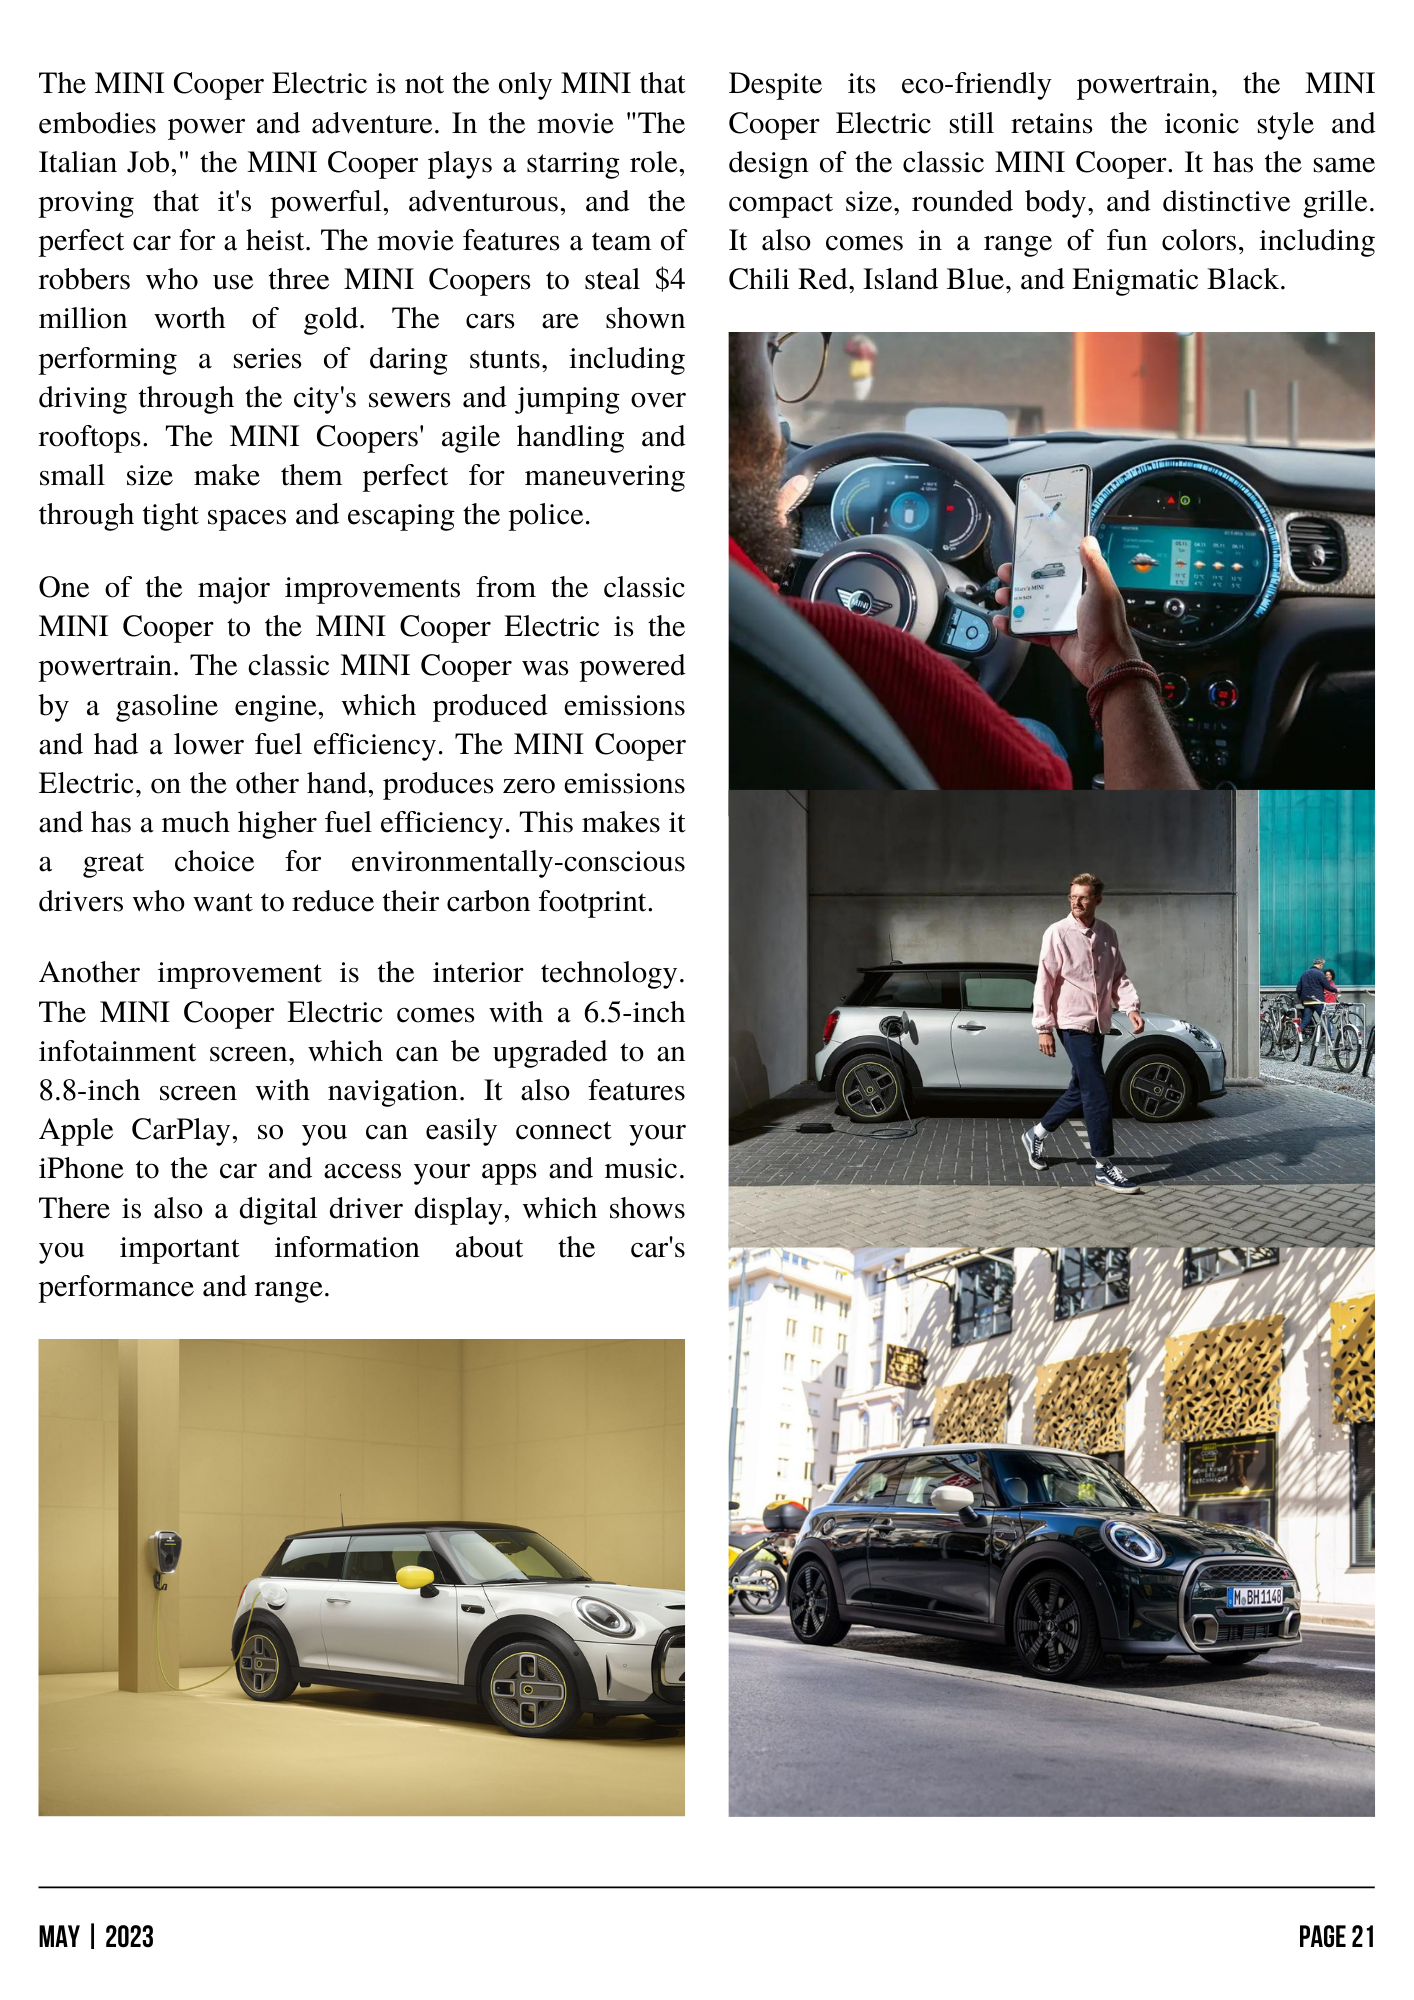 The MINI Cooper Electric is not the only MINI that
embodies power and adventure. In the movie "The
Italian Job," the MINI Cooper plays a starring role,
proving that it's powerful, adventurous, and the
perfect car for a heist. The movie features a team of
robbers who use three MINI Coopers to steal $4
million worth of gold. The cars are shown
performing a series of daring stunts, including
driving through the city's sewers and jumping over
rooftops. The MINI Coopers' agile handling and
small size make them perfect for maneuvering
through tight spaces and escaping the police.
One of the major improvements from the classic
MINI Cooper to the MINI Cooper Electric is the
powertrain. The classic MINI Cooper was powered
by a gasoline engine, which produced emissions
and had a lower fuel efficiency. The MINI Cooper
Electric, on the other hand, produces zero emissions
and has a much higher fuel efficiency. This makes it
a great choice for environmentally-conscious
drivers who want to reduce their carbon footprint.
Another improvement is the interior technology.
The MINI Cooper Electric comes with a 6.5-inch
infotainment screen, which can be upgraded to an
8.8-inch screen with navigation. It also features
Apple CarPlay, so you can easily connect your
iPhone to the car and access your apps and music.
There is also a digital driver display, which shows
you important information about the car's
performance and range.
Despite its eco-friendly powertrain, the MINI
Cooper Electric still retains the iconic style and
design of the classic MINI Cooper. It has the same
compact size, rounded body, and distinctive grille.
It also comes in a range of fun colors, including
Chili Red, Island Blue, and Enigmatic Black.
MINI
M BH 1148
MAY | 2023
PAGE 21